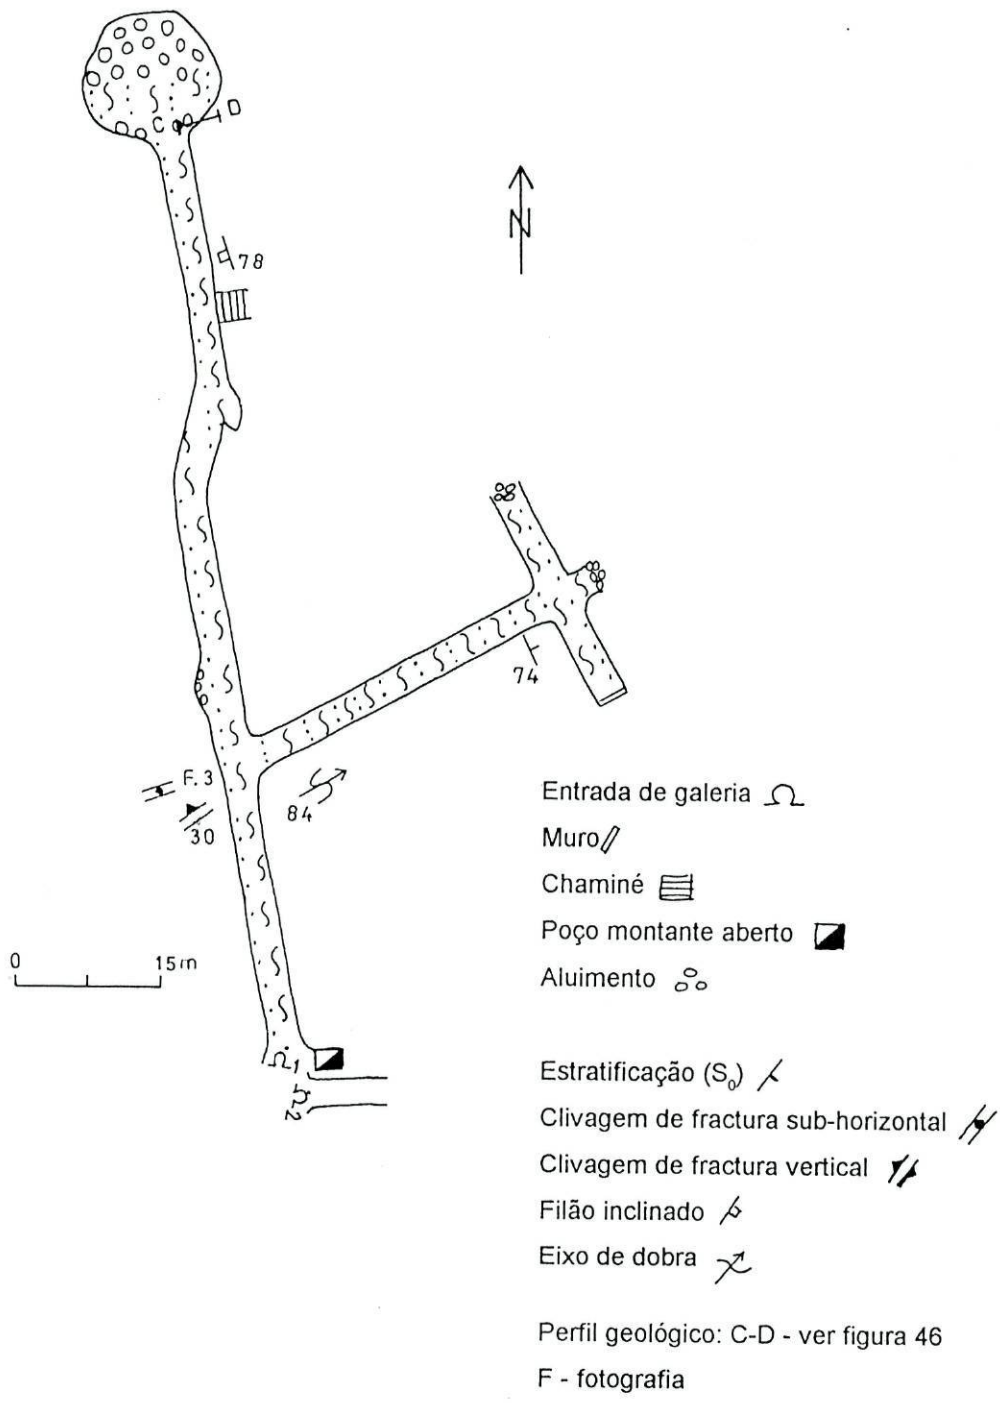 C D
N
78
74
F.3
30
84
0 15m
1
2
Entrada de galeria
Muro
Chaminé
Poço montante aberto
Aluimento
Estratificação (S₀)
Clivagem de fractura sub-horizontal
Clivagem de fractura vertical
Filão inclinado
Eixo de dobra
Perfil geológico: C-D - ver figura 46
F - fotografia